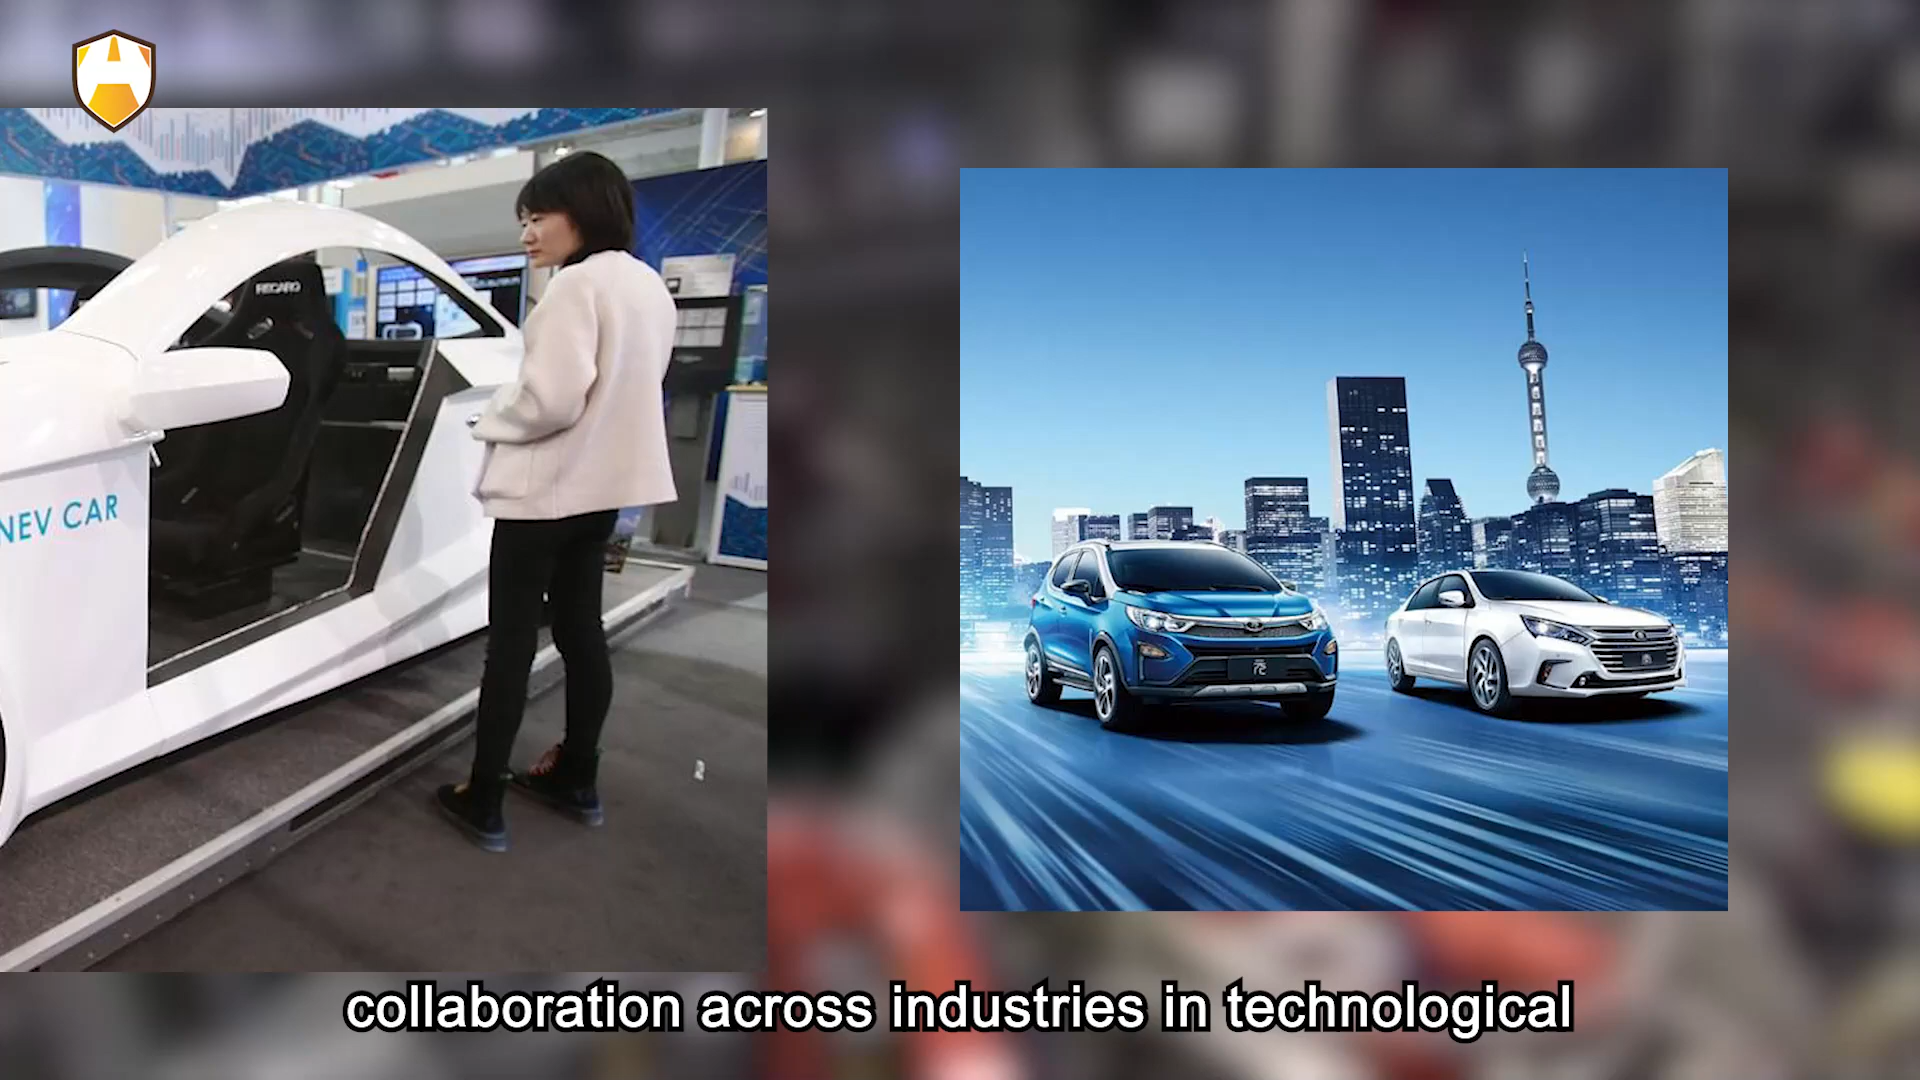 RECARO
NEV CAR
元
collaboration across industries in technological